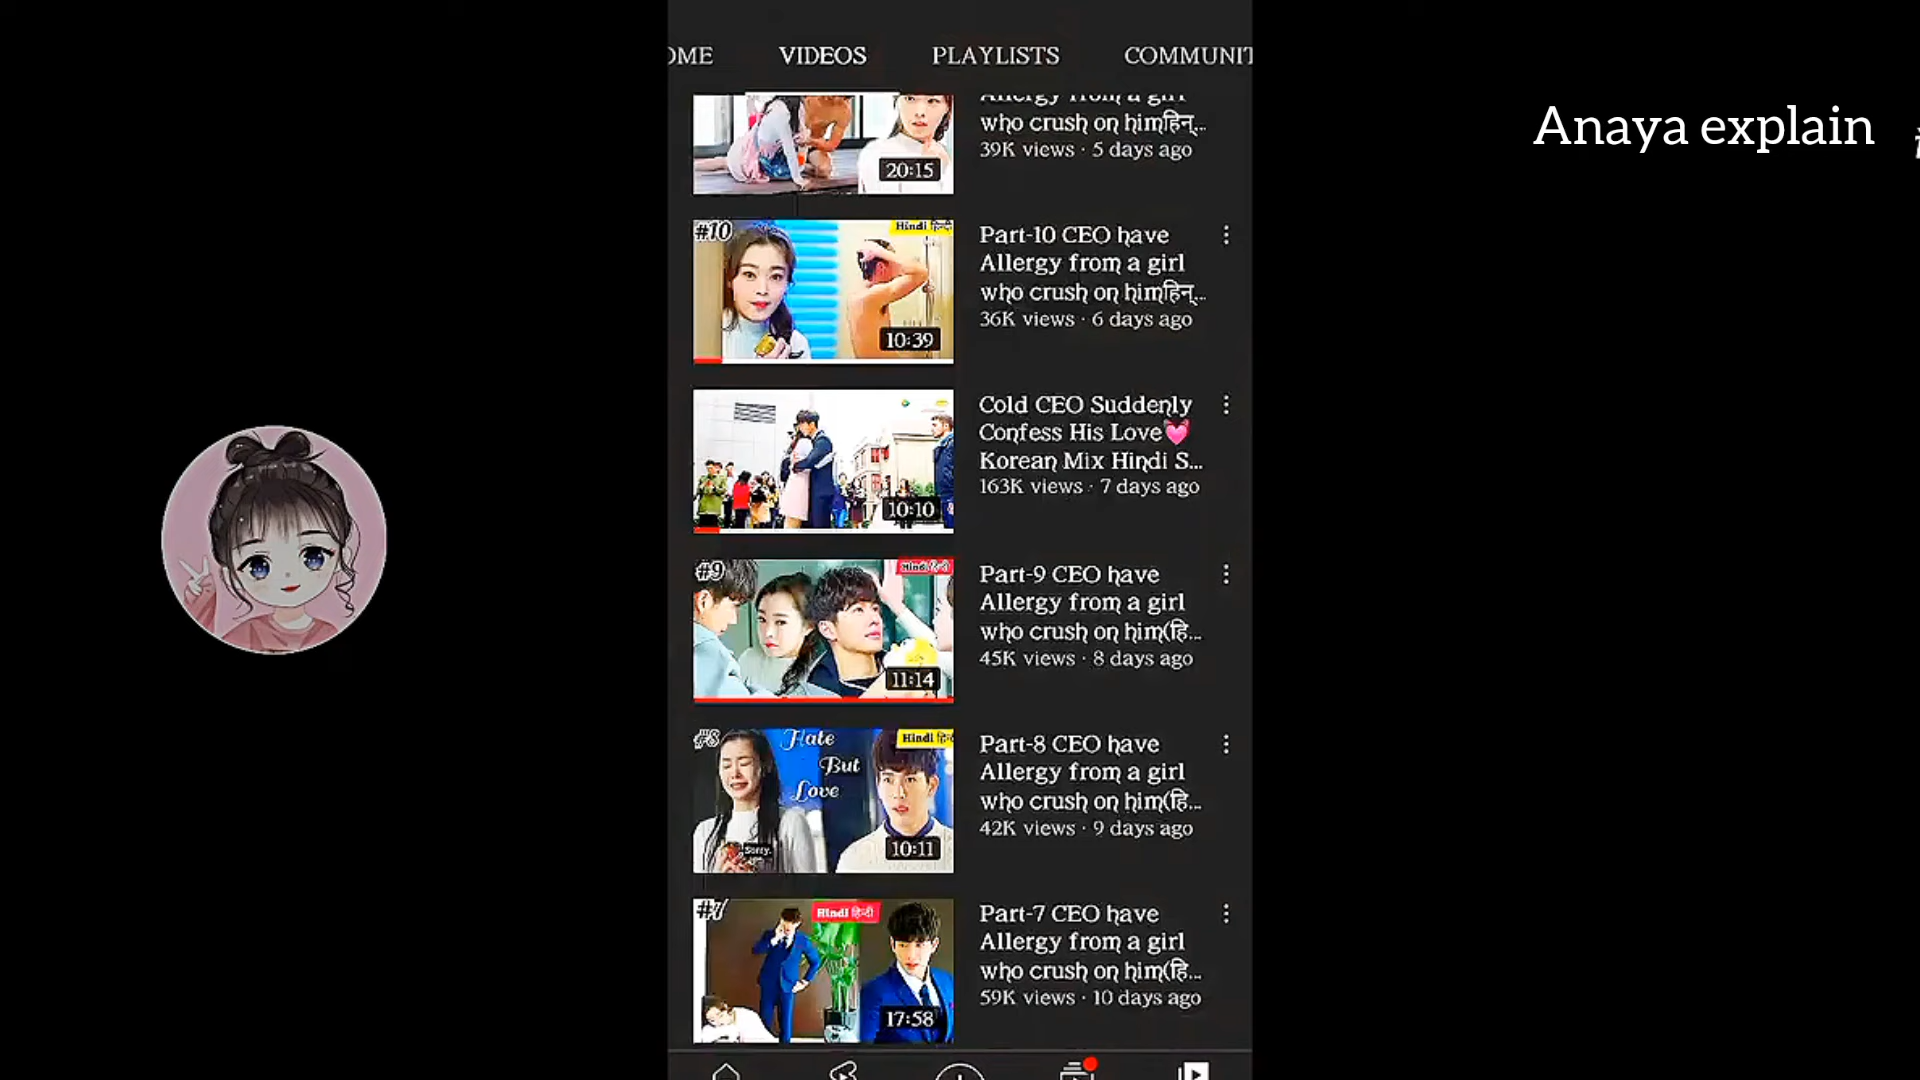 OME VIDEOS PLAYLISTS COMMUNIT
Anaya explain
Allergy from a girl
who crush on himहिन्...
39K views · 5 days ago
20:15
#10
Hindi हिन्दी
10:39
Part-10 CEO have
Allergy from a girl
who crush on himहिन्...
36K views · 6 days ago
10:10
Cold CEO Suddenly
Confess His Love💓
Korean Mix Hindi S...
163K views · 7 days ago
#9
Hindi हिन्दी
11:14
Part-9 CEO have
Allergy from a girl
who crush on him(हि...
45K views · 8 days ago
#8
Hate
But
Love
Hindi हिन्दी
Sorry.
10:11
Part-8 CEO have
Allergy from a girl
who crush on him(हि...
42K views · 9 days ago
#7
Hindi हिन्दी
17:58
Part-7 CEO have
Allergy from a girl
who crush on him(हि...
59K views · 10 days ago